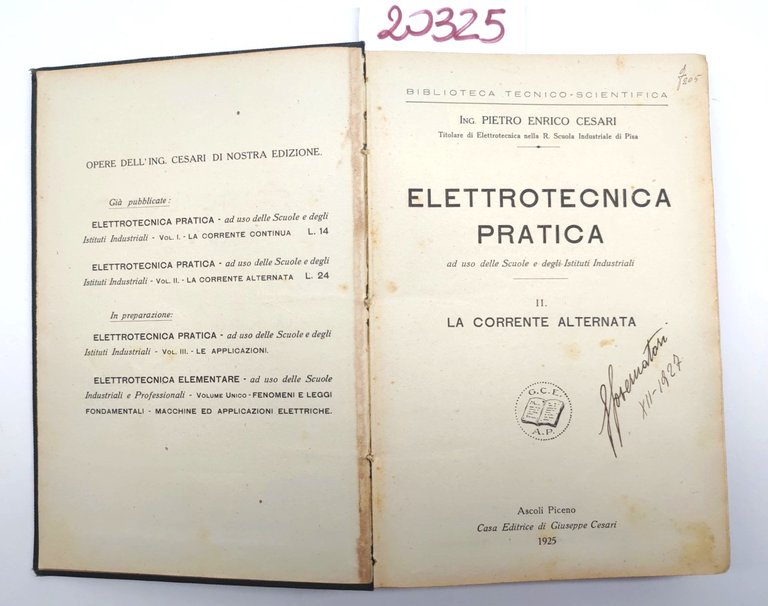 20325
OPERE DELL'ING. CESARI DI NOSTRA EDIZIONE.
Già pubblicate:
ELETTROTECNICA PRATICA - ad uso delle Scuole e degli
Istituti Industriali - VOL. I. - LA CORRENTE CONTINUA L. 14
ELETTROTECNICA PRATICA - ad uso delle Scuole e degli
Istituti Industriali - VOL. II. - LA CORRENTE ALTERNATA L. 24
In preparazione:
ELETTROTECNICA PRATICA - ad uso delle Scuole e degli
Istituti Industriali - VOL. III. - LE APPLICAZIONI.
ELETTROTECNICA ELEMENTARE - ad uso delle Scuole
Industriali e Professionali - VOLUME UNICO - FENOMENI E LEGGI
FONDAMENTALI - MACCHINE ED APPLICAZIONI ELETTRICHE.
205
BIBLIOTECA TECNICO-SCIENTIFICA
ING. PIETRO ENRICO CESARI
Titolare di Elettrotecnica nella R. Scuola Industriale di Pisa
ELETTROTECNICA
PRATICA
ad uso delle Scuole e degli Istituti Industriali
II.
LA CORRENTE ALTERNATA
XII-1927
G.C.E.
A.P.
Ascoli Piceno
Casa Editrice di Giuseppe Cesari
1925